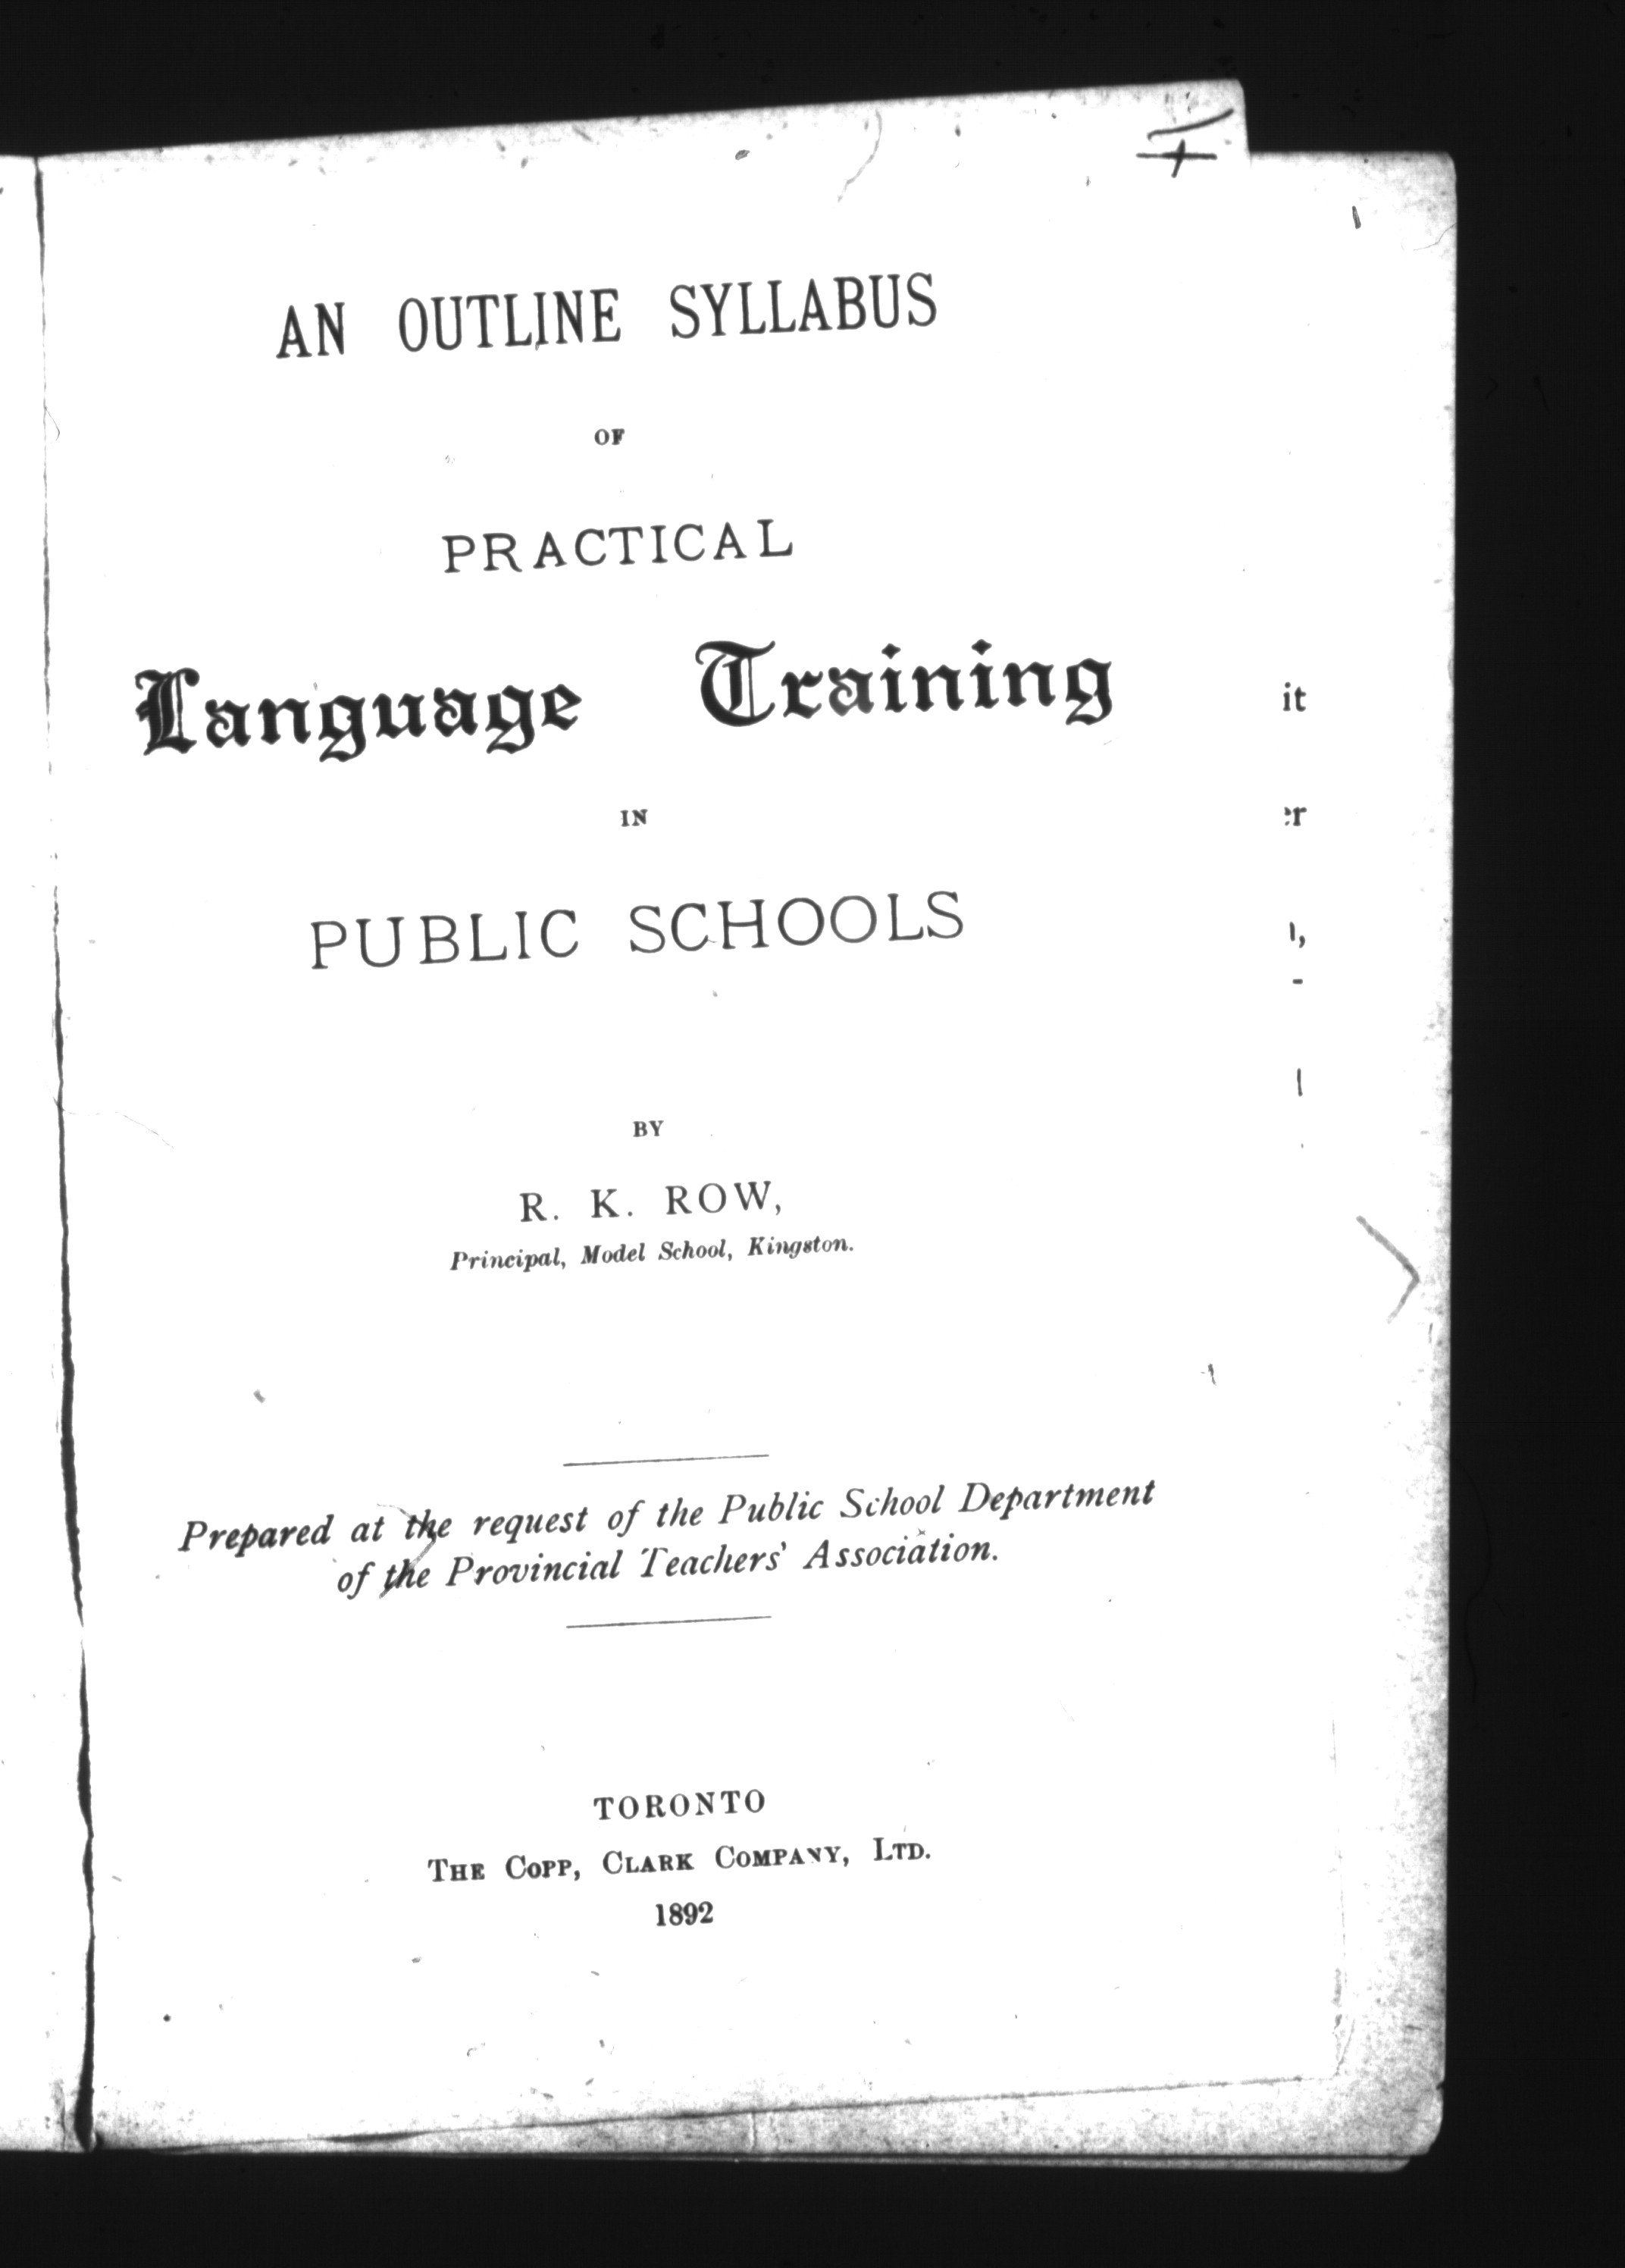 AN OUTLINE SYLLABUS
OF
PRACTICAL
Language Training
IN
PUBLIC SCHOOLS
BY
R. K. ROW,
Principal, Model School, Kingston.
Prepared at the request of the Public School Department
of the Provincial Teachers' Association.
TORONTO
THE COPP, CLARK COMPANY, LTD.
1892
it